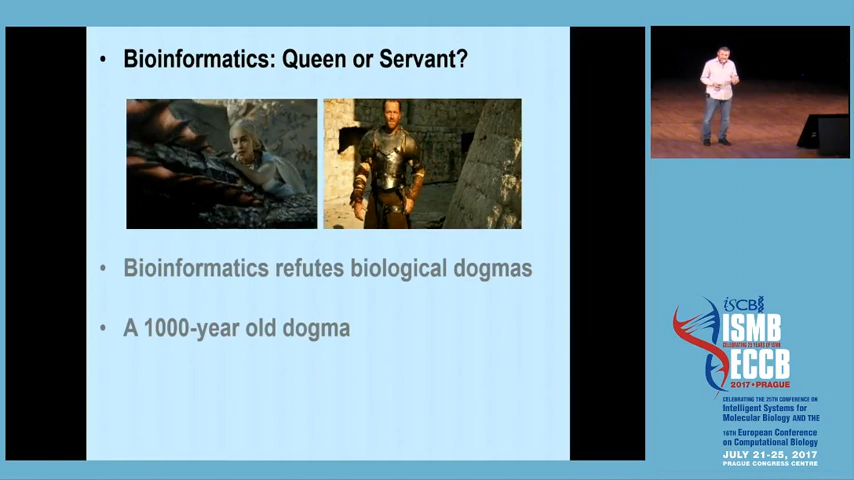 • Bioinformatics: Queen or Servant?
• Bioinformatics refutes biological dogmas
• A 1000-year old dogma
iSCB
ISMB
CELEBRATING 25 YEARS OF ISMB
ECCB
2017 • PRAGUE
CELEBRATING THE 25TH CONFERENCE ON
Intelligent Systems for
Molecular Biology AND THE
16TH European Conference
on Computational Biology
JULY 21-25, 2017
PRAGUE CONGRESS CENTRE